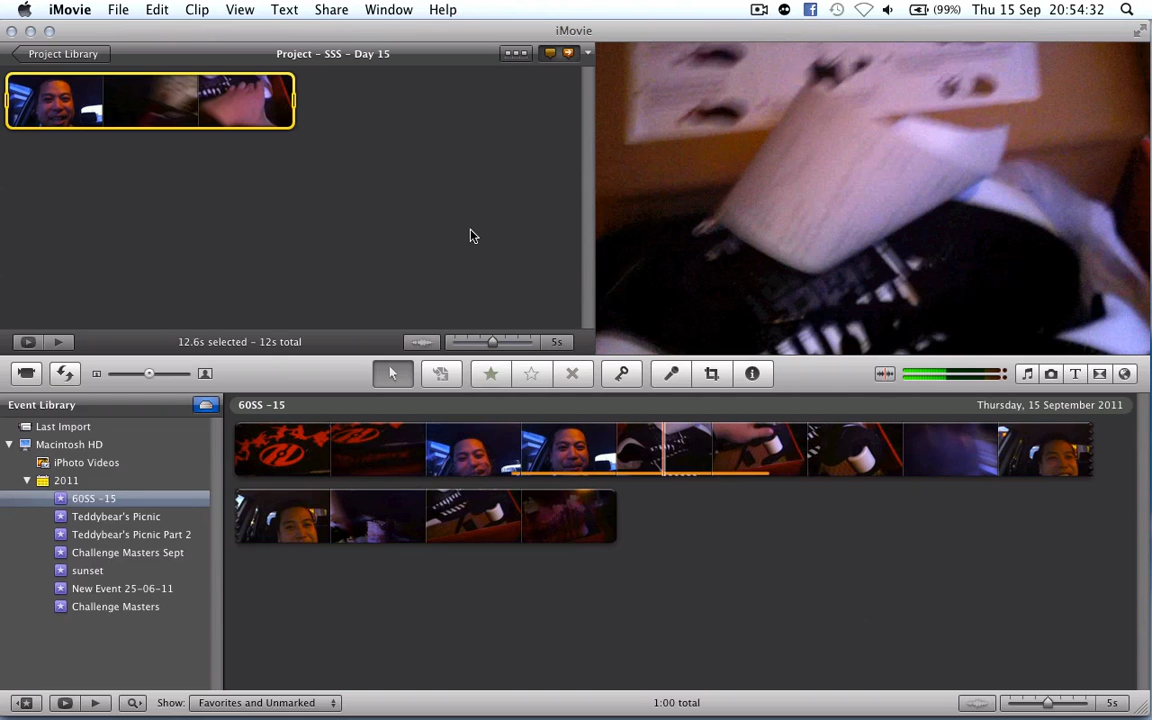 iMovie File Edit Clip View Text Share Window Help (99%) Thu 15 Sep 20:54:32
iMovie
Project Library Project - SSS - Day 15
12.6s selected - 12s total 5s
Event Library 60SS -15 Thursday, 15 September 2011
Last Import
Macintosh HD
iPhoto Videos
2011
60SS -15
Teddybear's Picnic
Teddybear's Picnic Part 2
Challenge Masters Sept
sunset
New Event 25-06-11
Challenge Masters
Show: Favorites and Unmarked 1:00 total 5s